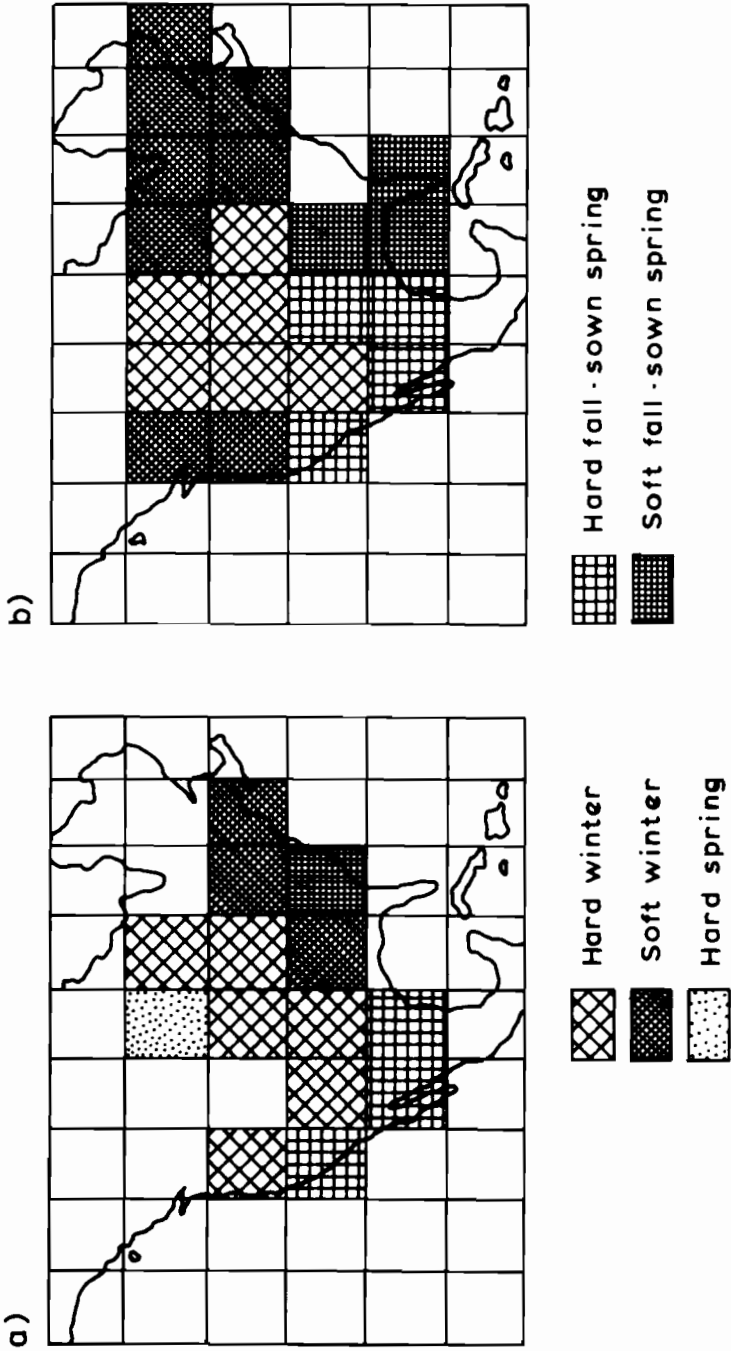 a)
b)
Hard winter
Soft winter
Hard spring
Hard fall-sown spring
Soft fall-sown spring